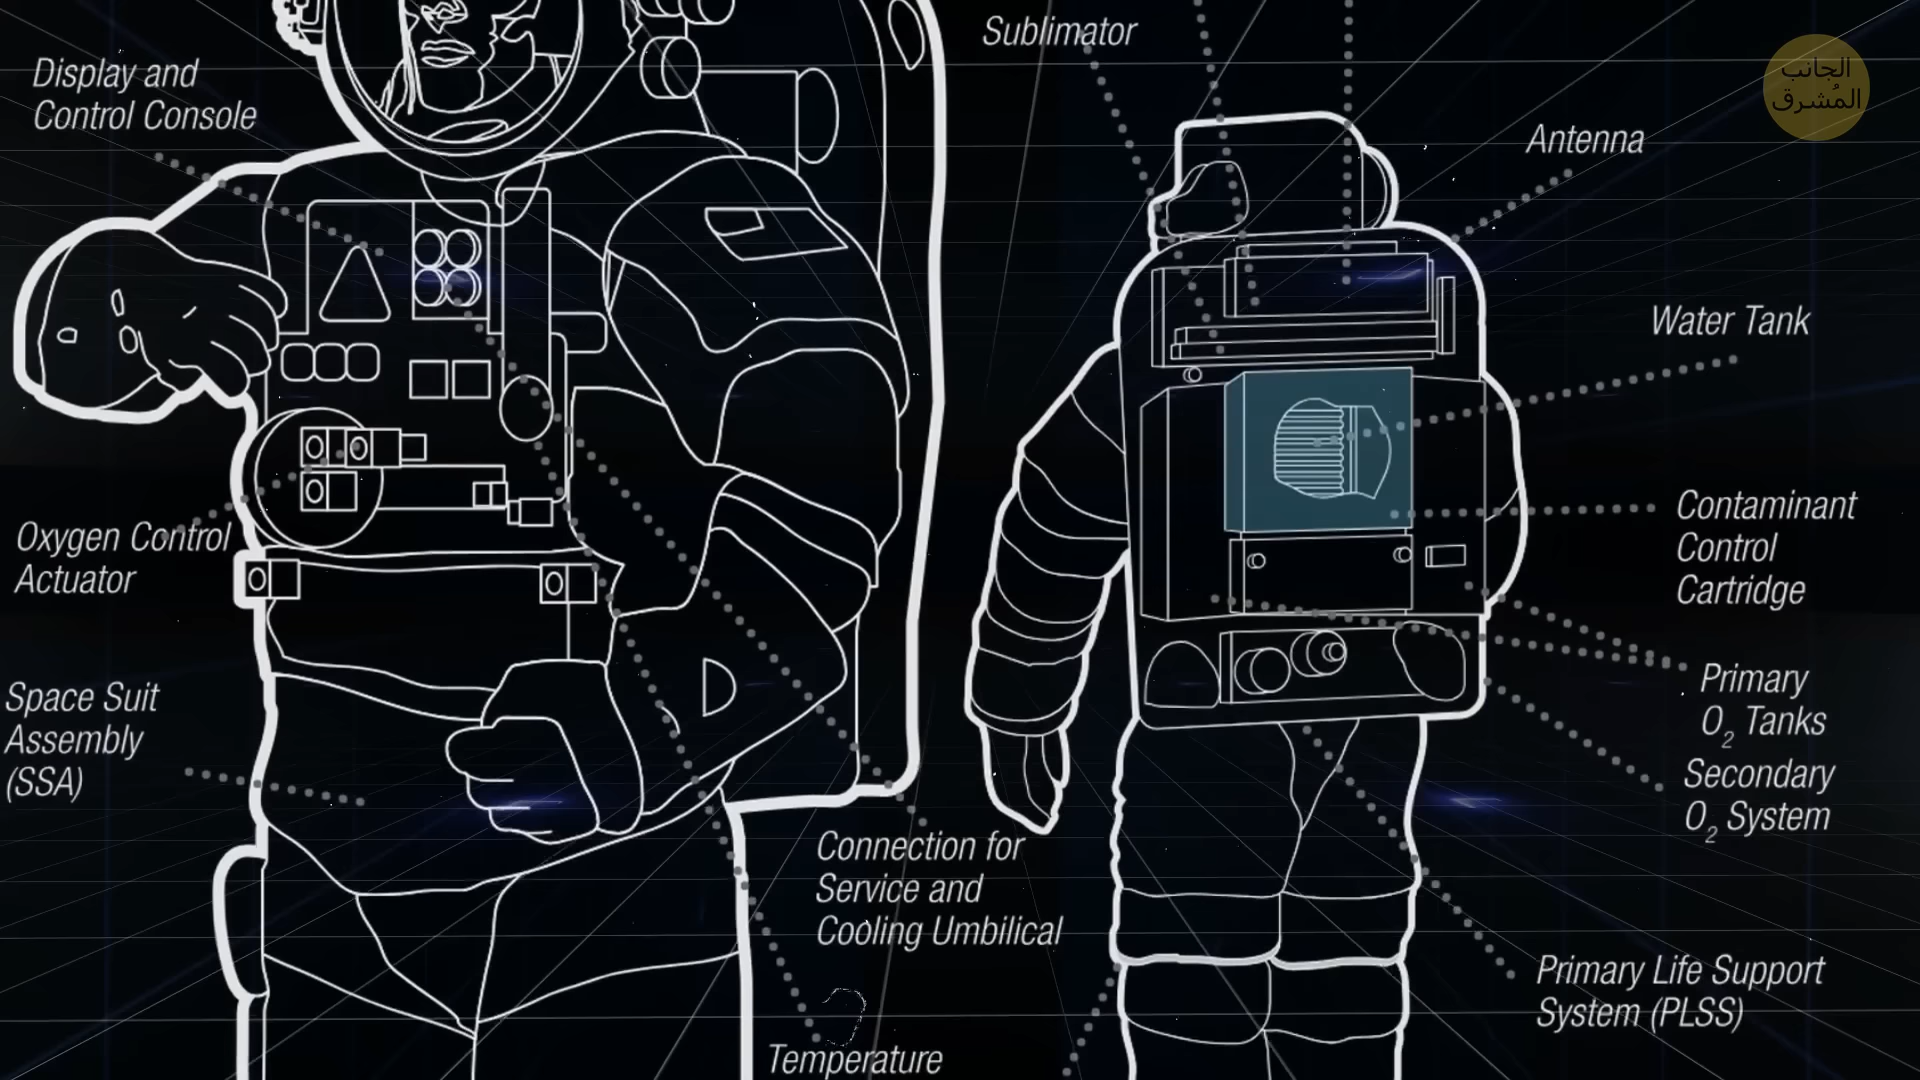 Sublimator
الجانب
المُشرق
Display and
Control Console
Antenna
Water Tank
Contaminant
Control
Cartridge
Oxygen Control
Actuator
Primary
O₂ Tanks
Space Suit
Assembly
(SSA)
Secondary
O₂ System
Connection for
Service and
Cooling Umbilical
Primary Life Support
System (PLSS)
Temperature